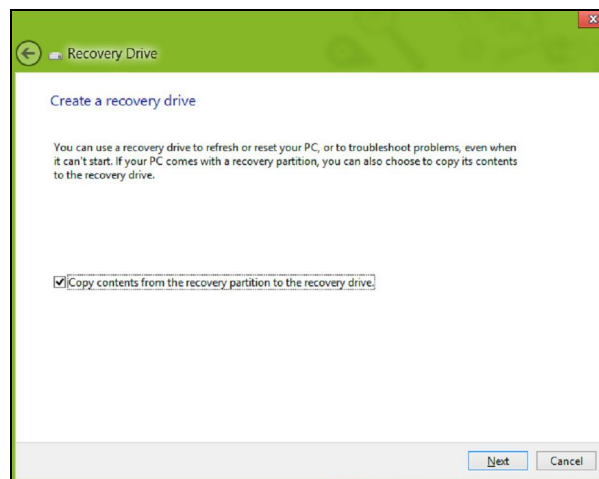 Recovery Drive
Create a recovery drive
You can use a recovery drive to refresh or reset your PC, or to troubleshoot problems, even when
it can't start. If your PC comes with a recovery partition, you can also choose to copy its contents
to the recovery drive.
Copy contents from the recovery partition to the recovery drive.
Next Cancel